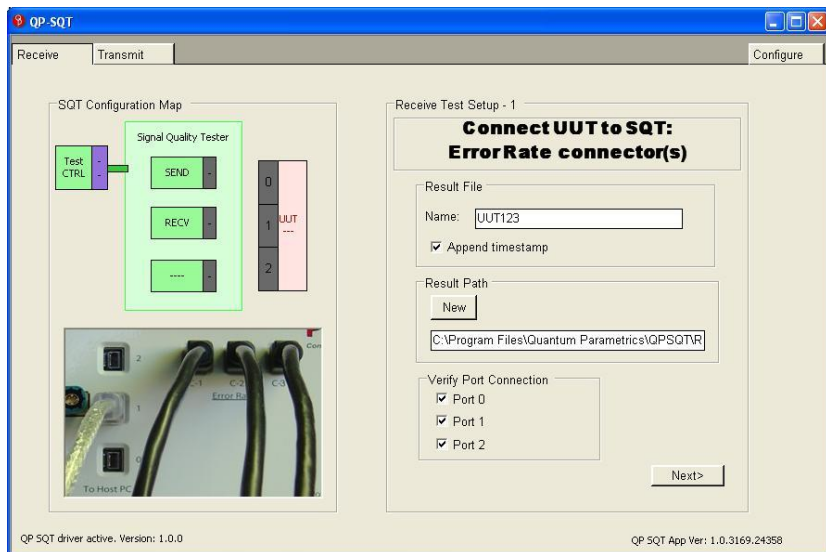 QP-SQT
Receive
Transmit
Configure
SQT Configuration Map
Signal Quality Tester
Test
CTRL
-
-
SEND
-
RECV
-
----
-
0
1
2
UUT
---
2
1
0
C-1
C-2
C-3
To Host PC
Receive Test Setup - 1
Connect UUT to SQT:
ErrorRate connector(s)
Result File
Name:
UUT123
Append timestamp
Result Path
New
C:\Program Files\Quantum Parametrics\QPSQT\R
Verify Port Connection
Port 0
Port 1
Port 2
Next>
QP SQT driver active. Version: 1.0.0
QP SQT App Ver: 1.0.3169.24358